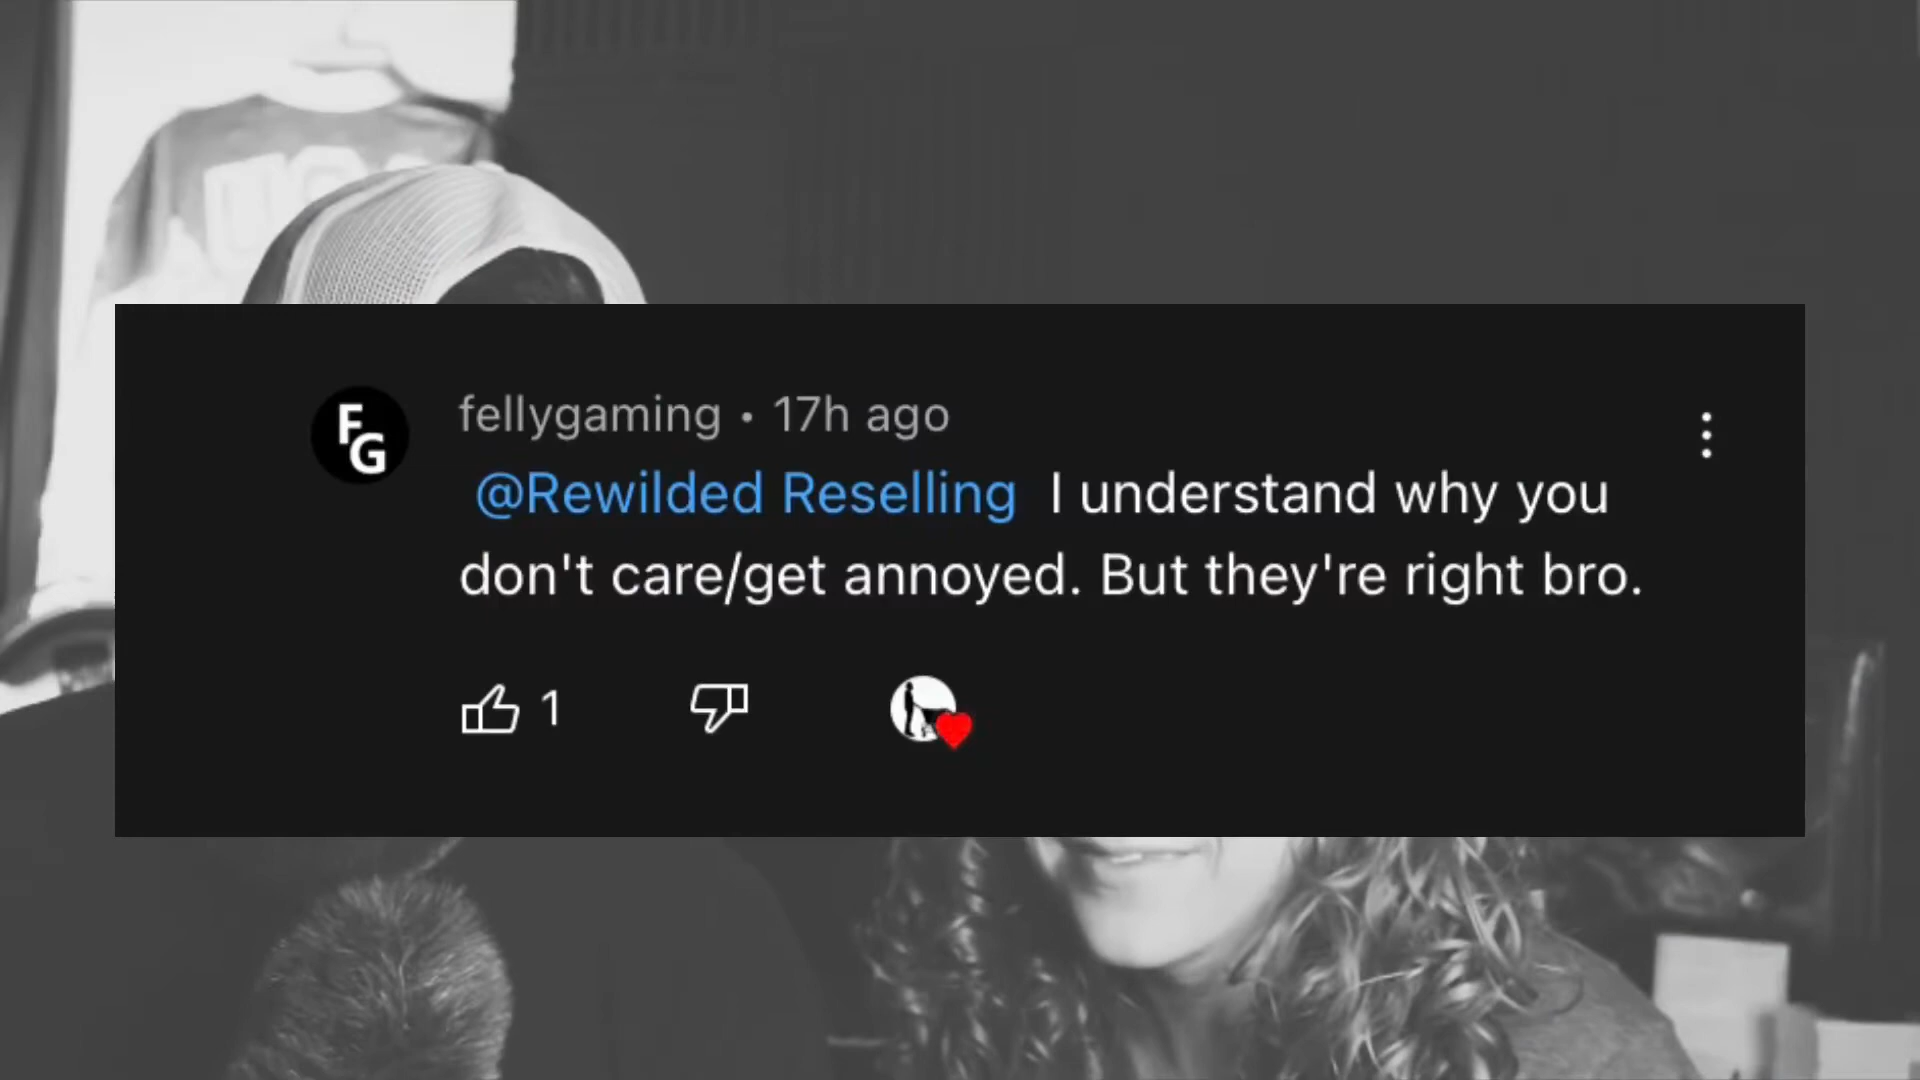 FG
fellygaming • 17h ago
@Rewilded Reselling I understand why you
don't care/get annoyed. But they're right bro.
1